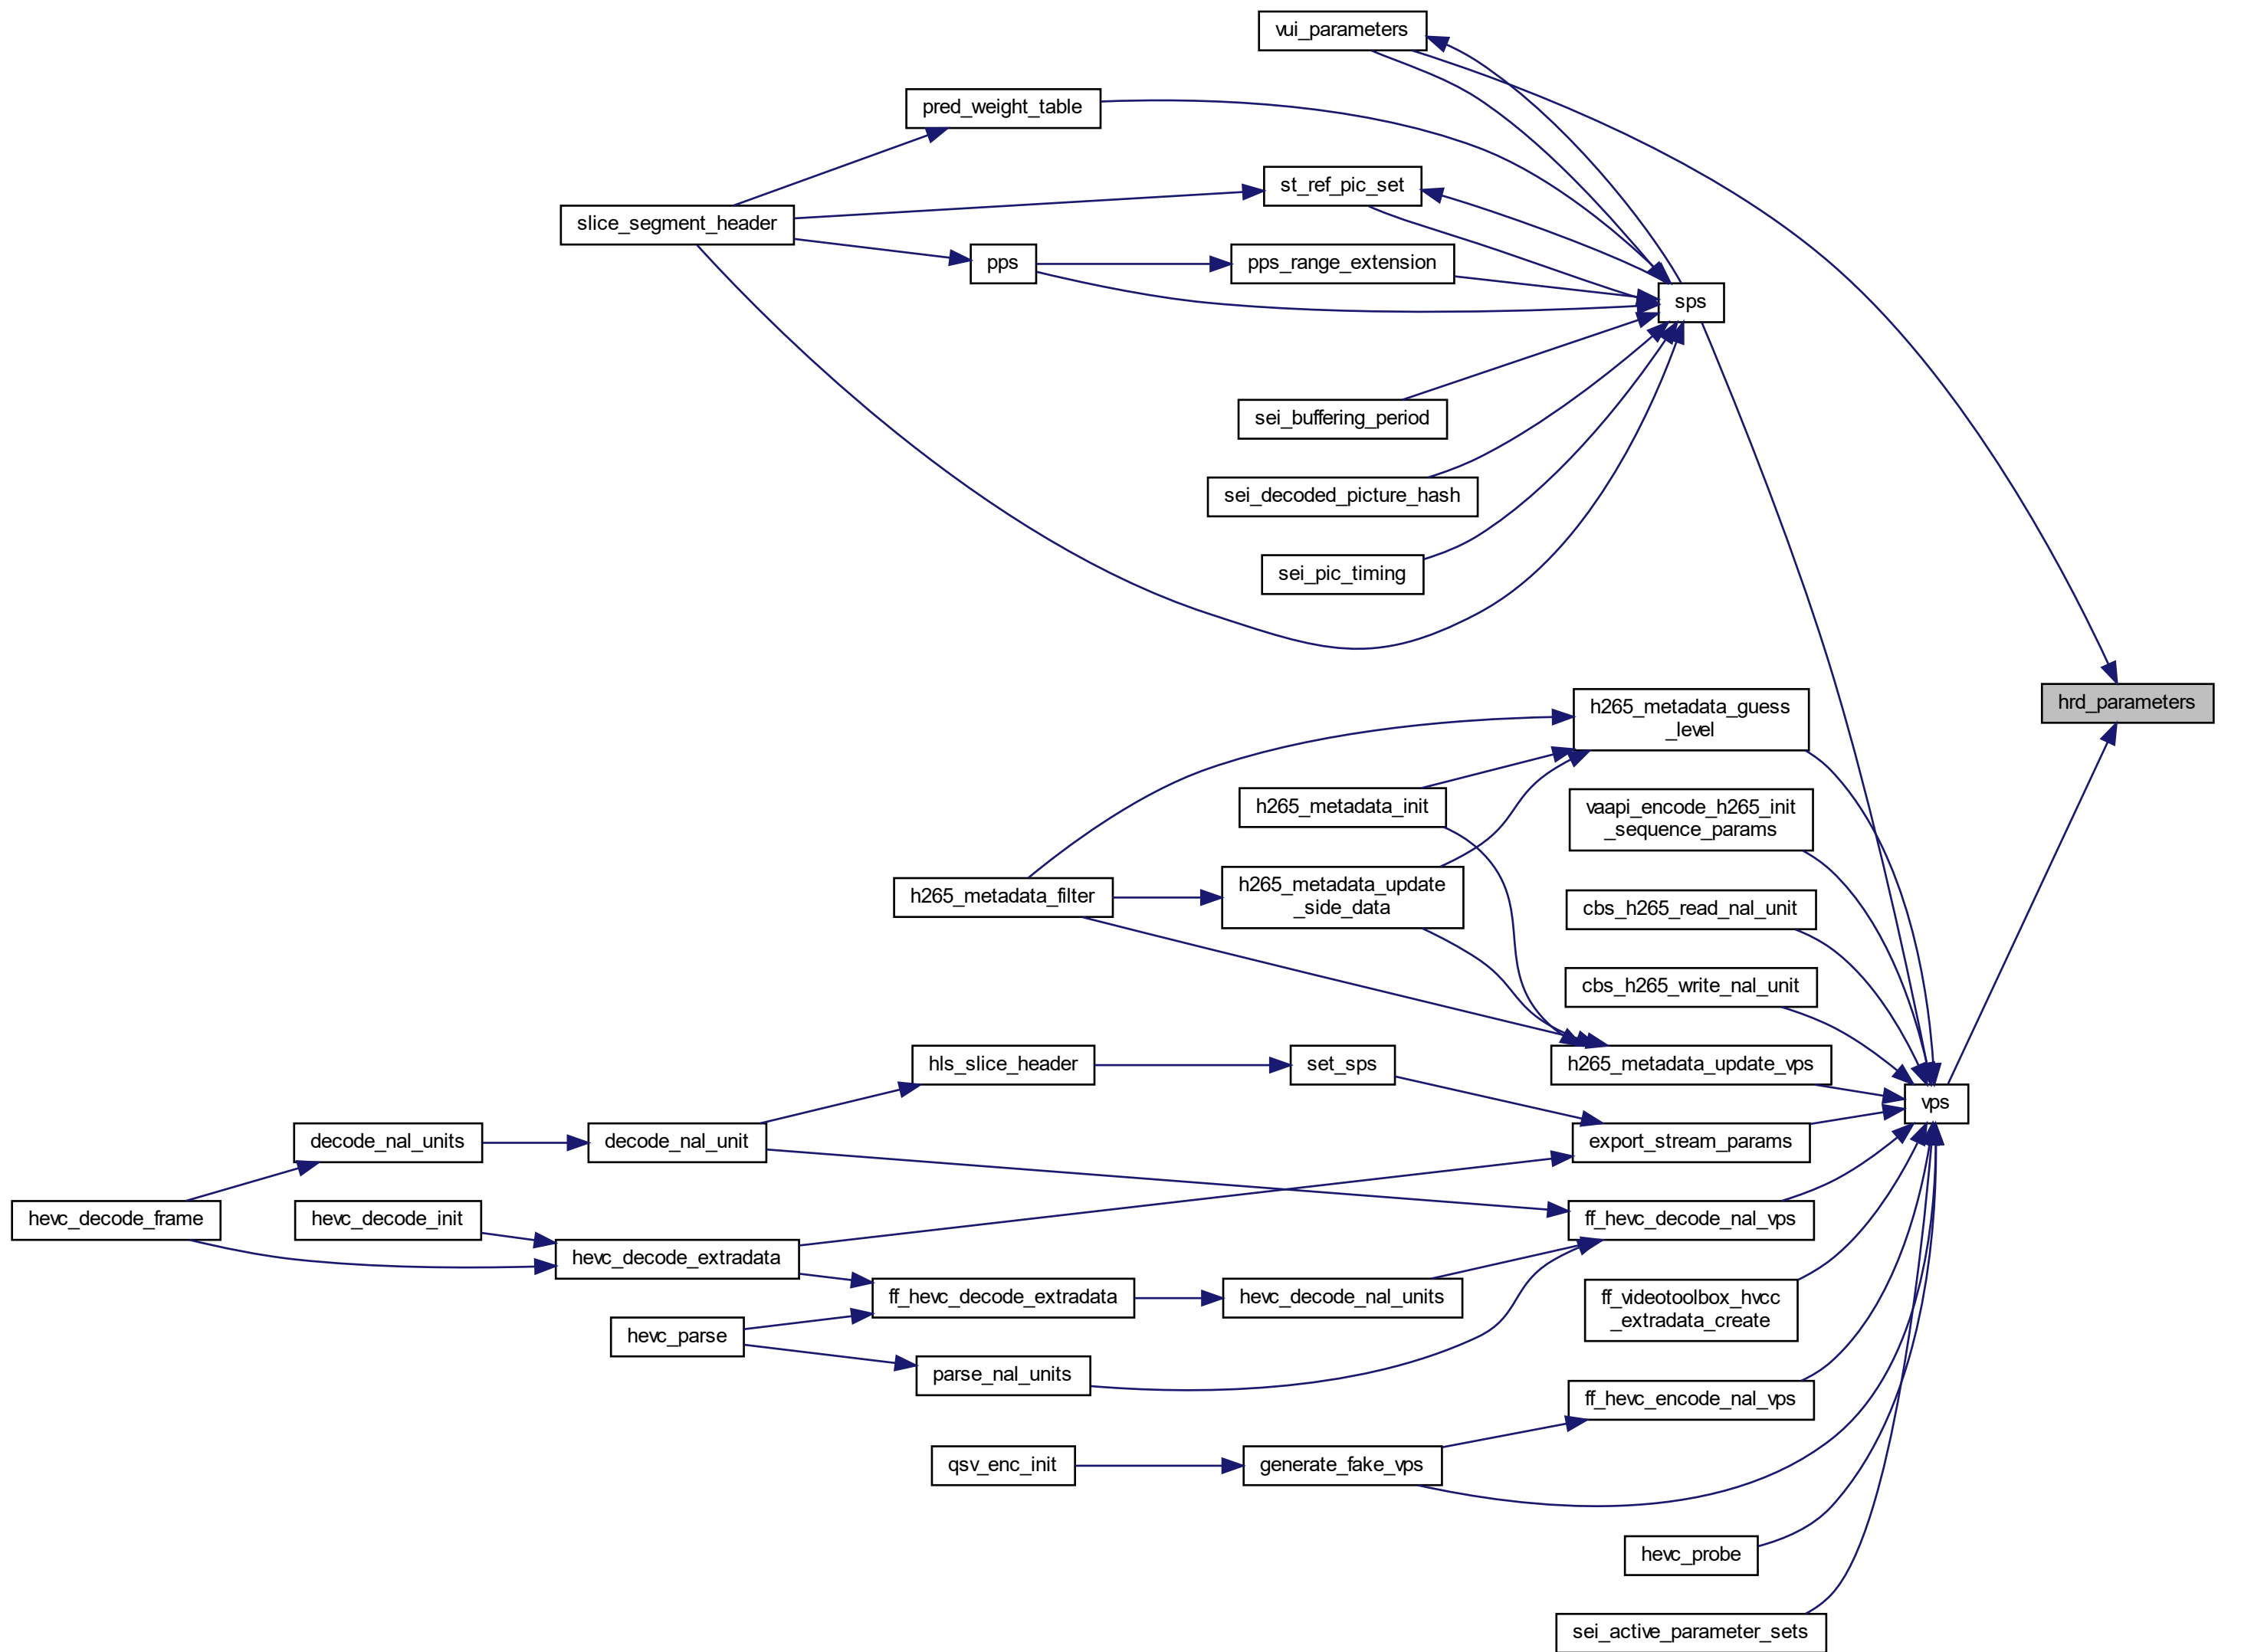 vui_parameters
pred_weight_table
st_ref_pic_set
slice_segment_header
pps
pps_range_extension
sps
sei_buffering_period
sei_decoded_picture_hash
sei_pic_timing
hrd_parameters
h265_metadata_guess
_level
h265_metadata_init
vaapi_encode_h265_init
_sequence_params
h265_metadata_filter
h265_metadata_update
_side_data
cbs_h265_read_nal_unit
cbs_h265_write_nal_unit
hls_slice_header
set_sps
h265_metadata_update_vps
vps
decode_nal_units
decode_nal_unit
export_stream_params
hevc_decode_frame
hevc_decode_init
hevc_decode_extradata
ff_hevc_decode_nal_vps
ff_hevc_decode_extradata
hevc_decode_nal_units
ff_videotoolbox_hvcc
_extradata_create
hevc_parse
parse_nal_units
ff_hevc_encode_nal_vps
qsv_enc_init
generate_fake_vps
hevc_probe
sei_active_parameter_sets